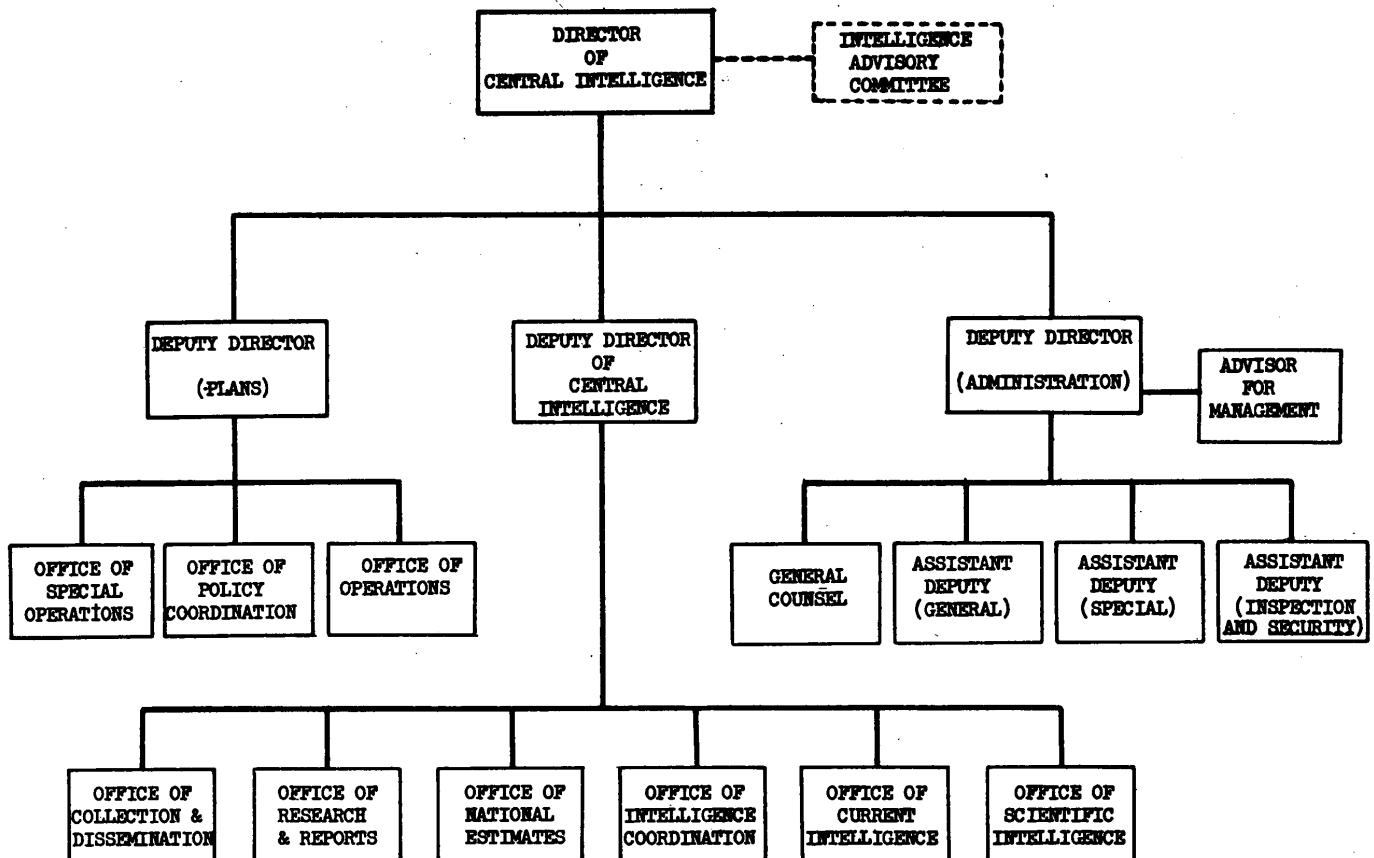 DIRECTOR
OF
CENTRAL INTELLIGENCE
INTELLIGENCE
ADVISORY
COMMITTEE
DEPUTY DIRECTOR
(PLANS)
DEPUTY DIRECTOR
OF
CENTRAL
INTELLIGENCE
DEPUTY DIRECTOR
(ADMINISTRATION)
ADVISOR
FOR
MANAGEMENT
OFFICE OF
SPECIAL
OPERATIONS
OFFICE OF
POLICY
COORDINATION
OFFICE OF
OPERATIONS
GENERAL
COUNSEL
ASSISTANT
DEPUTY
(GENERAL)
ASSISTANT
DEPUTY
(SPECIAL)
ASSISTANT
DEPUTY
(INSPECTION
AND SECURITY)
OFFICE OF
COLLECTION &
DISSEMINATION
OFFICE OF
RESEARCH
& REPORTS
OFFICE OF
NATIONAL
ESTIMATES
OFFICE OF
INTELLIGENCE
COORDINATION
OFFICE OF
CURRENT
INTELLIGENCE
OFFICE OF
SCIENTIFIC
INTELLIGENCE